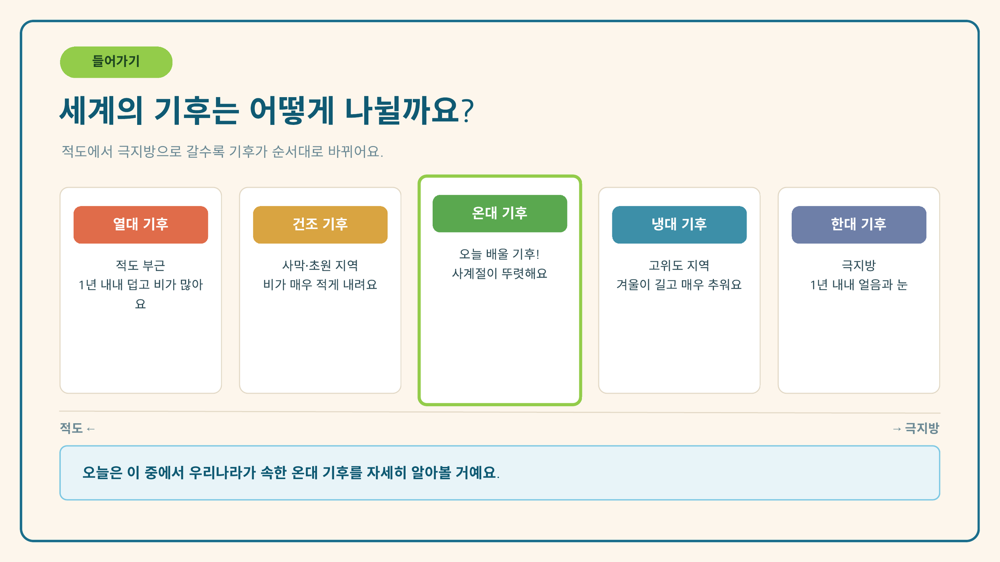 들어가기
세계의 기후는 어떻게 나뉠까요?
적도에서 극지방으로 갈수록 기후가 순서대로 바뀌어요.
열대 기후
적도 부근
1년 내내 덥고 비가 많아
요
건조 기후
사막·초원 지역
비가 매우 적게 내려요
온대 기후
오늘 배울 기후!
사계절이 뚜렷해요
냉대 기후
고위도 지역
겨울이 길고 매우 추워요
한대 기후
극지방
1년 내내 얼음과 눈
적도 ←
→ 극지방
오늘은 이 중에서 우리나라가 속한 온대 기후를 자세히 알아볼 거예요.